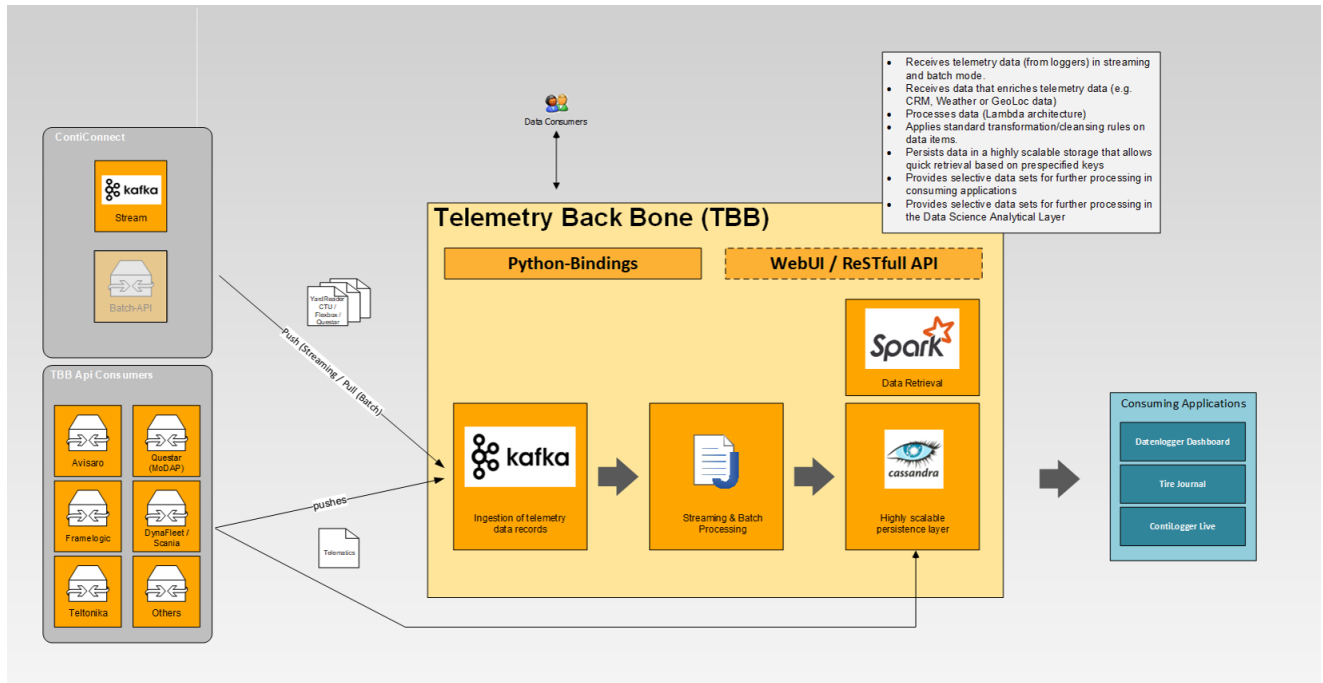 Receives telemetry data (from loggers) in streaming
and batch mode.
Receives data that enriches telemetry data (e.g.
CRM, Weather or GeoLoc data)
Processes data (Lambda architecture)
Applies standard transformation/cleansing rules on
data items.
Persists data in a highly scalable storage that allows
quick retrieval based on prespecified keys
Provides selective data sets for further processing in
consuming applications
Provides selective data sets for further processing in
the Data Science Analytical Layer
Data Consumers
ContiConnect
kafka
Stream
Batch-API
TBB Api Consumers
Avisaro
Questar
(MoDAP)
Framelogic
DynaFleet /
Scania
Teltonika
Others
YardReader
CTU /
Flexbox /
Questar
Push (Streaming / Pull (Batch)
pushes
Telematics
Telemetry Back Bone (TBB)
Python-Bindings
WebUI / ReSTfull API
Spark
Data Retrieval
kafka
Ingestion of telemetry
data records
Streaming & Batch
Processing
cassandra
Highly scalable
persistence layer
Consuming Applications
Datenlogger Dashboard
Tire Journal
ContiLogger Live